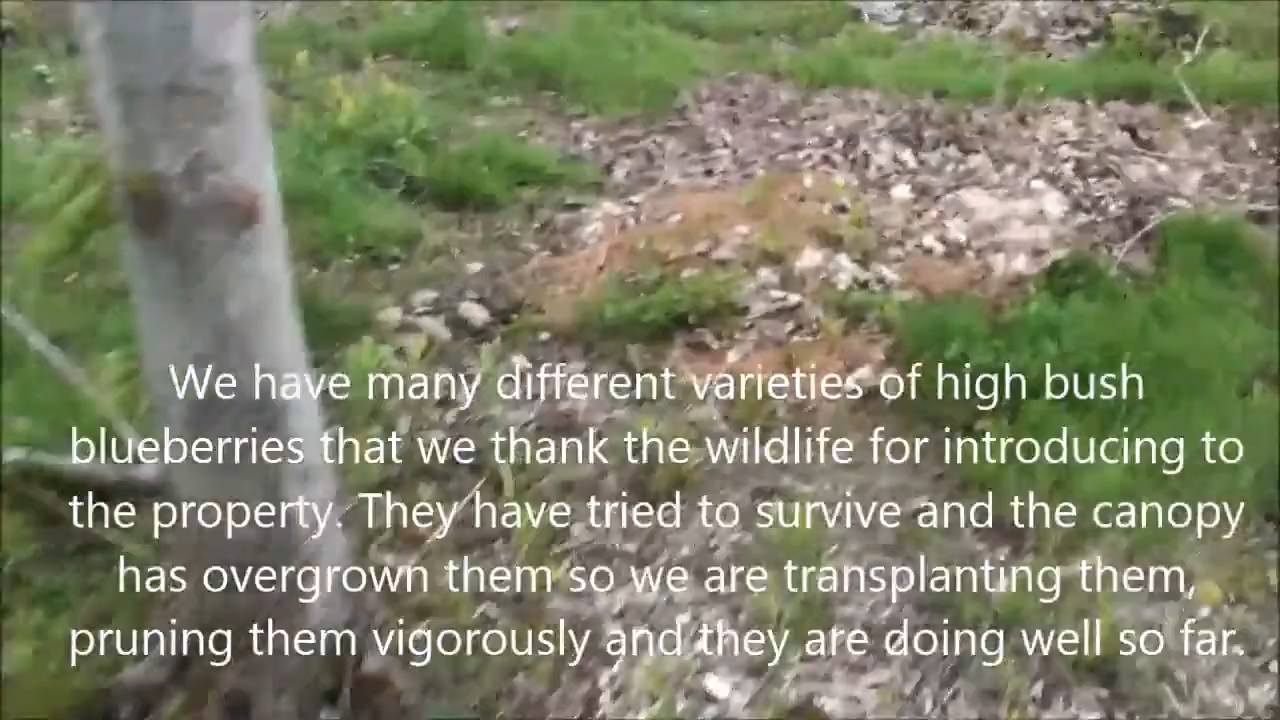 We have many different varieties of high bush
blueberries that we thank the wildlife for introducing to
the property. They have tried to survive and the canopy
has overgrown them so we are transplanting them,
pruning them vigorously and they are doing well so far.